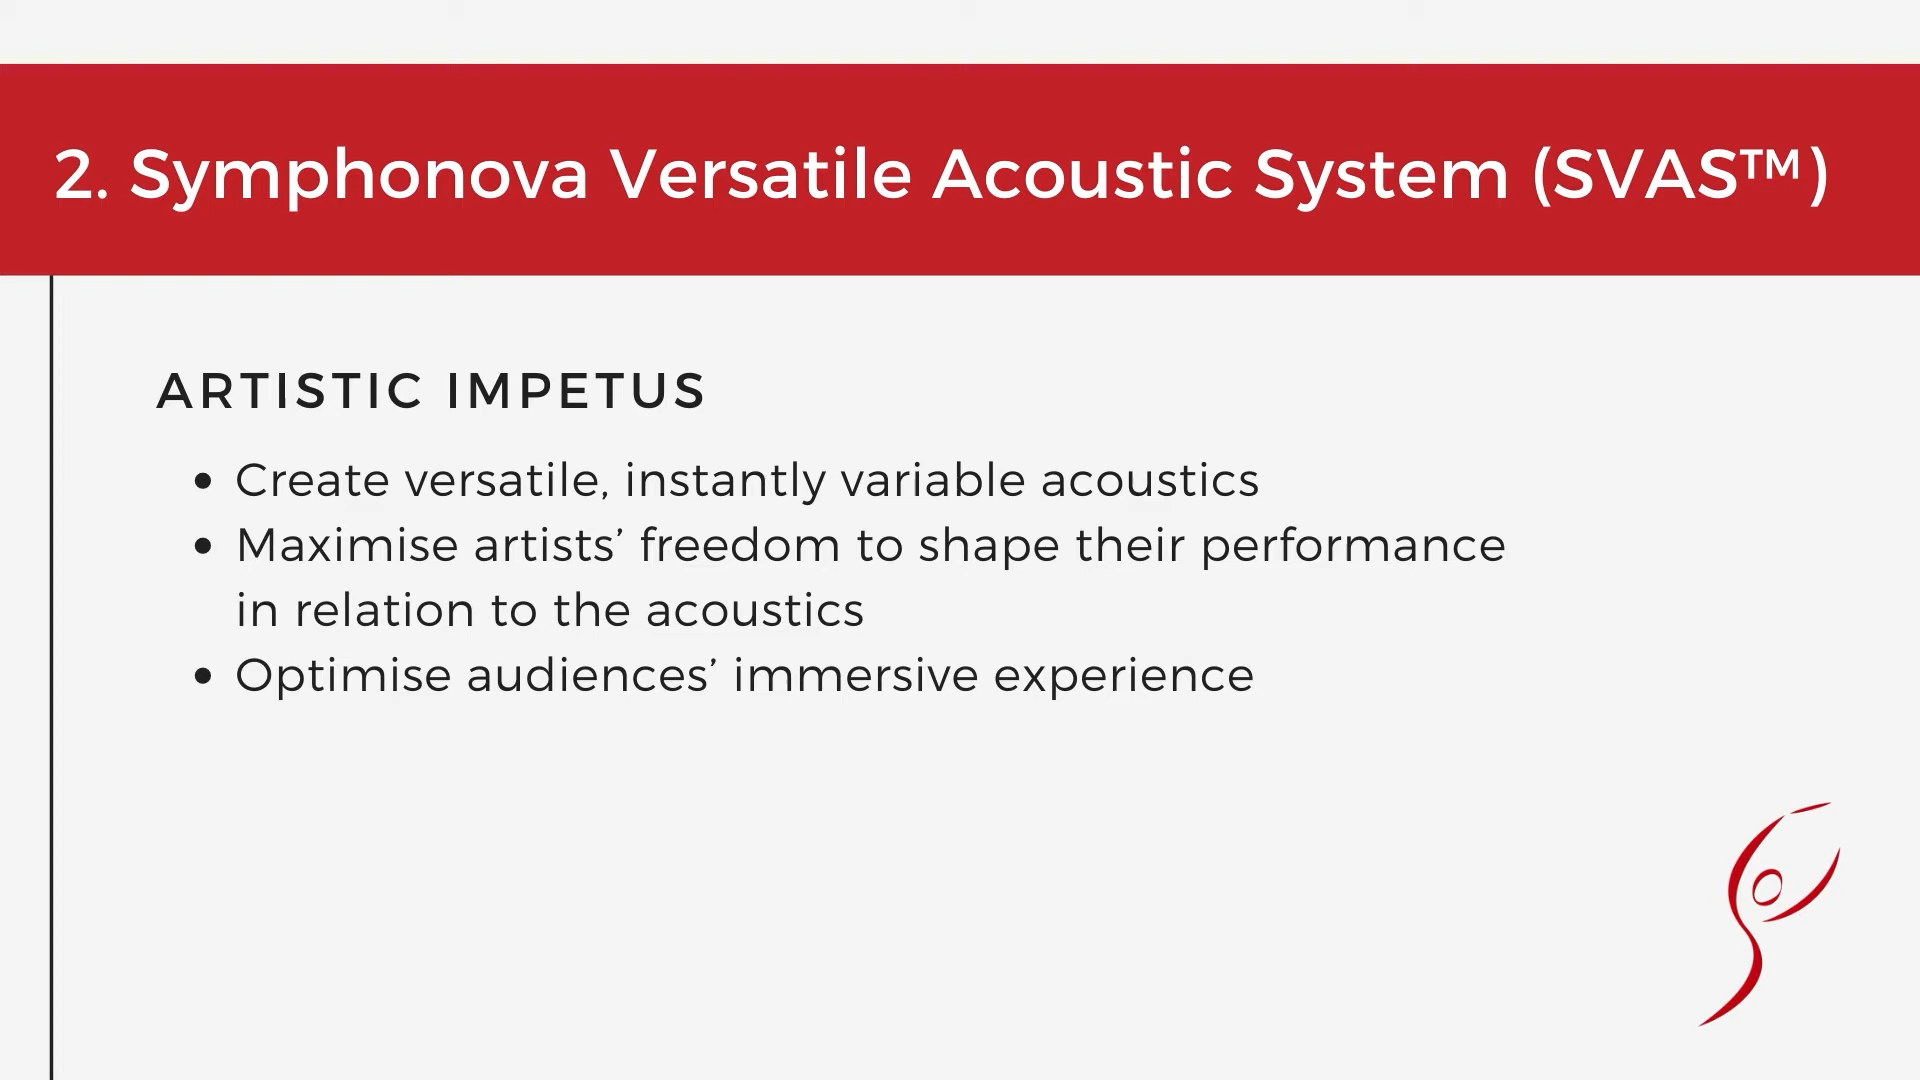 2. Symphonova Versatile Acoustic System (SVAS™)
ARTISTIC IMPETUS
• Create versatile, instantly variable acoustics
• Maximise artists’ freedom to shape their performance
in relation to the acoustics
• Optimise audiences’ immersive experience